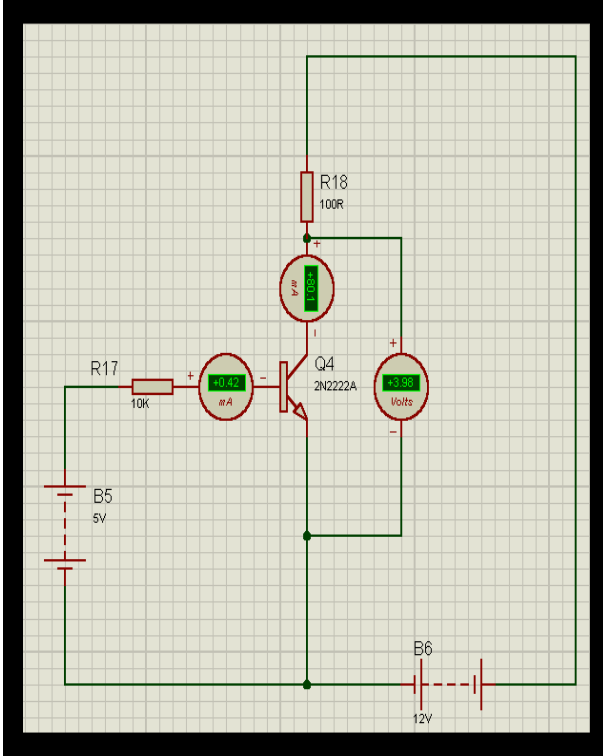 R18
100R
+
+80.1
mA
-
Q4
2N2222A
R17
10K
+
+0.42
mA
-
+
+3.98
Volts
-
B5
5V
B6
12V